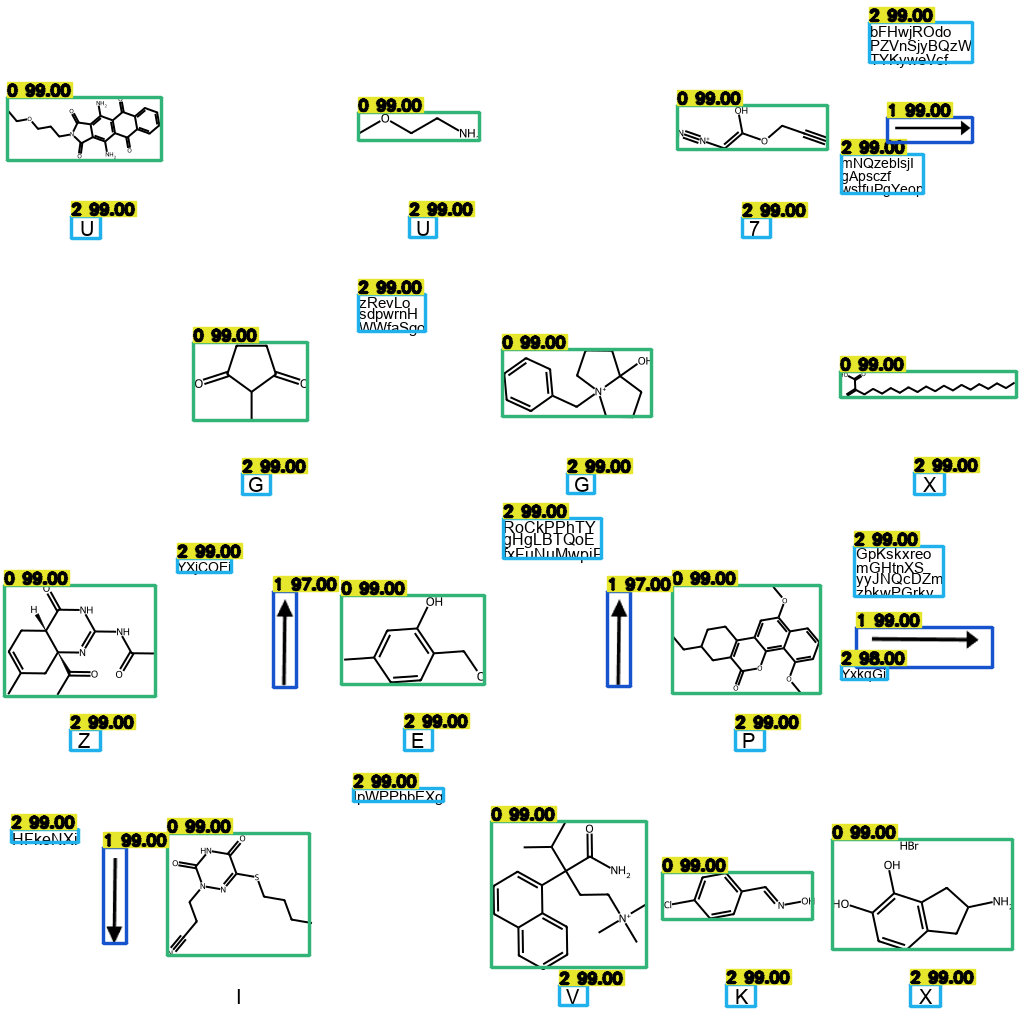 2 99.00
bFHwjROdo
PZVnSjyBQzW
TYKyweVcf
0 99.00
NH2
NH2
0 99.00
NH
0 99.00
OH
N
N+
O
1 99.00
2 99.00
mNQzeblsjI
gApsczf
wstfuPgYeop
2 99.00
U
2 99.00
U
2 99.00
7
2 99.00
zRevLo
sdpwrnH
WWfaSgo
0 99.00
O
0 99.00
OH
N+
0 99.00
2 99.00
G
2 99.00
G
2 99.00
X
2 99.00
RoCkPPhTY
gHgLBTQoE
2 99.00
YXjCOEi
2 99.00
GpKskxreo
mGHtnXS
yyJNQcDZm
zbkwPGrky
0 99.00
H
NH
NH
N
O
O
1 97.00
0 99.00
OH
1 97.00
0 99.00
O
O
O
O
1 99.00
2 98.00
YxkqGi
2 99.00
Z
2 99.00
E
2 99.00
P
2 99.00
IpWPPhbEXg
2 99.00
HFkeNXi
1 99.00
0 99.00
HN
O
O
N
N
S
0 99.00
O
NH2
N+
0 99.00
Cl
N
OH
0 99.00
HBr
OH
HO
NH
I
2 99.00
V
2 99.00
K
2 99.00
X